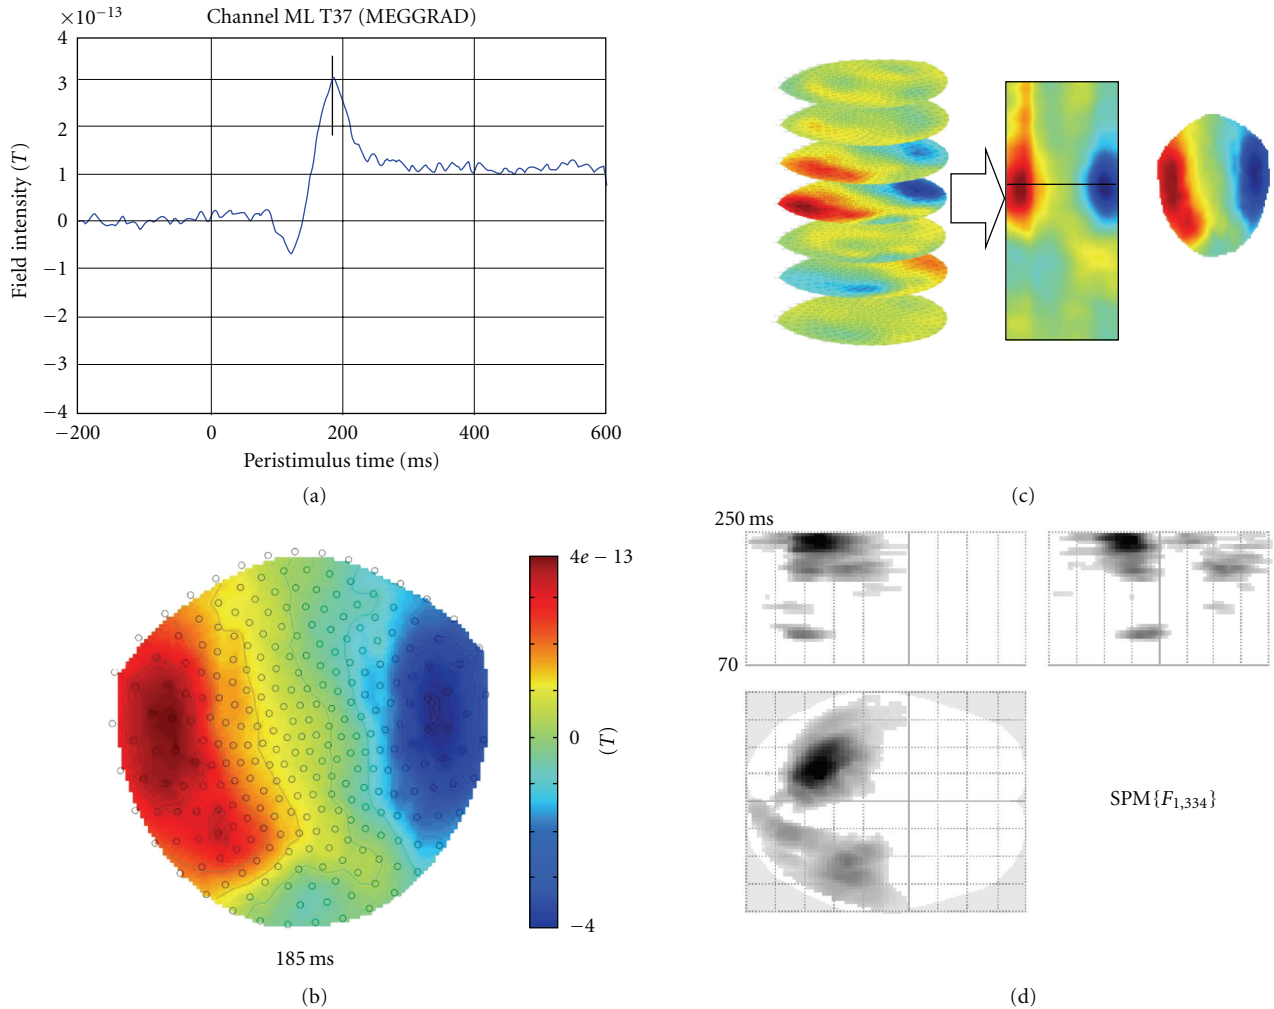 ×10−13
Channel ML T37 (MEGGRAD)
4
3
2
1
0
−1
−2
−3
−4
Field intensity (T)
−200 0 200 400 600
Peristimulus time (ms)
(a)
(c)
4e − 13
0
(T)
−4
185 ms
(b)
250 ms
70
SPM{F1,334}
(d)